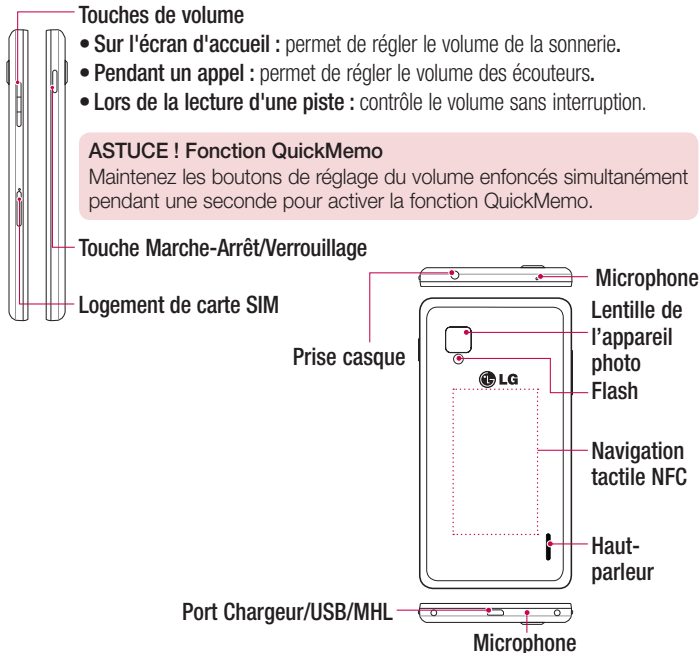 Touches de volume
• Sur l'écran d'accueil : permet de régler le volume de la sonnerie.
• Pendant un appel : permet de régler le volume des écouteurs.
• Lors de la lecture d'une piste : contrôle le volume sans interruption.
ASTUCE ! Fonction QuickMemo
Maintenez les boutons de réglage du volume enfoncés simultanément
pendant une seconde pour activer la fonction QuickMemo.
Touche Marche-Arrêt/Verrouillage
Logement de carte SIM
Prise casque
Microphone
Lentille de
l’appareil
photo
Flash
LG
Navigation
tactile NFC
Haut-
parleur
Port Chargeur/USB/MHL
Microphone